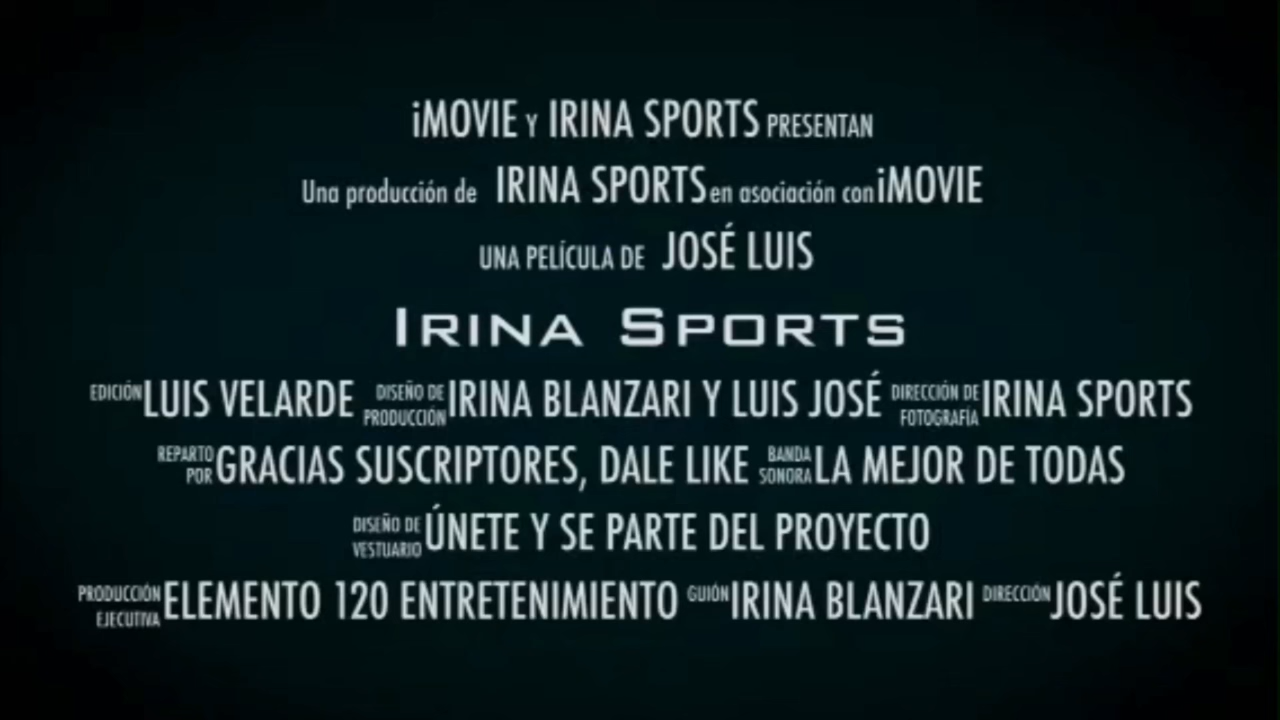 iMOVIE Y IRINA SPORTS PRESENTAN
Una producción de IRINA SPORTS en asociación con iMOVIE
UNA PELÍCULA DE JOSÉ LUIS
IRINA SPORTS
EDICIÓN LUIS VELARDE DISEÑO DE PRODUCCIÓN IRINA BLANZARI Y LUIS JOSÉ DIRECCIÓN DE FOTOGRAFÍA IRINA SPORTS
REPARTO POR GRACIAS SUSCRIPTORES, DALE LIKE BANDA SONORA LA MEJOR DE TODAS
DISEÑO DE VESTUARIO ÚNETE Y SE PARTE DEL PROYECTO
PRODUCCIÓN EJECUTIVA ELEMENTO 120 ENTRETENIMIENTO GUIÓN IRINA BLANZARI DIRECCIÓN JOSÉ LUIS